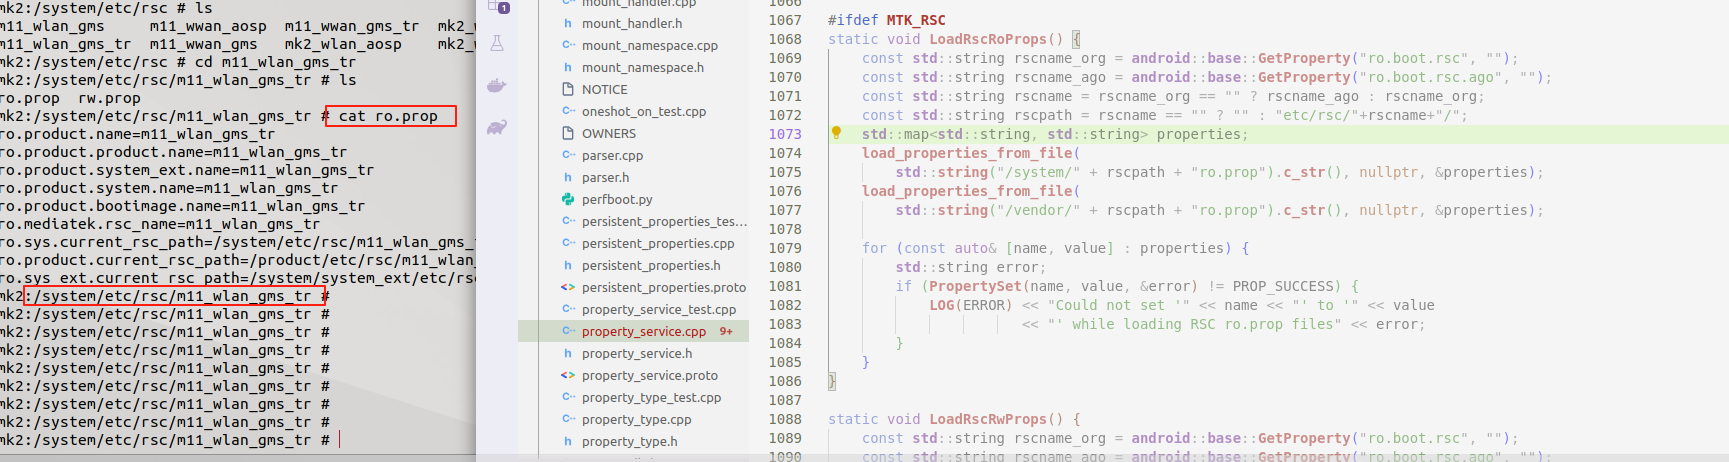 mk2:/system/etc/rsc # ls
m11_wlan_gms     m11_wwan_aosp  m11_wwan_gms_tr  mk2_
m11_wlan_gms_tr  m11_wwan_gms   mk2_wlan_aosp    mk2_
mk2:/system/etc/rsc # cd m11_wlan_gms_tr
mk2:/system/etc/rsc/m11_wlan_gms_tr # ls
ro.prop  rw.prop
mk2:/system/etc/rsc/m11_wlan_gms_tr # cat ro.prop
ro.product.name=m11_wlan_gms_tr
ro.product.product.name=m11_wlan_gms_tr
ro.product.system_ext.name=m11_wlan_gms_tr
ro.product.system.name=m11_wlan_gms_tr
ro.product.bootimage.name=m11_wlan_gms_tr
ro.mediatek.rsc_name=m11_wlan_gms_tr
ro.sys.current_rsc_path=/system/etc/rsc/m11_wlan_gms_
ro.product.current_rsc_path=/product/etc/rsc/m11_wlan_
ro.sys_ext.current_rsc_path=/system/system_ext/etc/rsc
mk2:/system/etc/rsc/m11_wlan_gms_tr #
mk2:/system/etc/rsc/m11_wlan_gms_tr #
mk2:/system/etc/rsc/m11_wlan_gms_tr #
mk2:/system/etc/rsc/m11_wlan_gms_tr #
mk2:/system/etc/rsc/m11_wlan_gms_tr #
mk2:/system/etc/rsc/m11_wlan_gms_tr #
mk2:/system/etc/rsc/m11_wlan_gms_tr #
mk2:/system/etc/rsc/m11_wlan_gms_tr #
mk2:/system/etc/rsc/m11_wlan_gms_tr #
1
C++ mount_handler.cpp
h mount_handler.h
C++ mount_namespace.cpp
h mount_namespace.h
NOTICE
C++ oneshot_on_test.cpp
OWNERS
C++ parser.cpp
h parser.h
perfboot.py
C++ persistent_properties_tes...
C++ persistent_properties.cpp
h persistent_properties.h
<> persistent_properties.proto
C++ property_service_test.cpp
C++ property_service.cpp 9+
h property_service.h
<> property_service.proto
C++ property_type_test.cpp
C++ property_type.cpp
h property_type.h
1066
1067 #ifdef MTK_RSC
1068 static void LoadRscRoProps() {
1069     const std::string rscname_org = android::base::GetProperty("ro.boot.rsc", "");
1070     const std::string rscname_ago = android::base::GetProperty("ro.boot.rsc.ago", "");
1071     const std::string rscname = rscname_org == "" ? rscname_ago : rscname_org;
1072     const std::string rscpath = rscname == "" ? "" : "etc/rsc/"+rscname+"/";
1073     std::map<std::string, std::string> properties;
1074     load_properties_from_file(
1075         std::string("/system/" + rscpath + "ro.prop").c_str(), nullptr, &properties);
1076     load_properties_from_file(
1077         std::string("/vendor/" + rscpath + "ro.prop").c_str(), nullptr, &properties);
1078
1079     for (const auto& [name, value] : properties) {
1080         std::string error;
1081         if (PropertySet(name, value, &error) != PROP_SUCCESS) {
1082             LOG(ERROR) << "Could not set '" << name << "' to '" << value
1083                        << "' while loading RSC ro.prop files" << error;
1084         }
1085     }
1086 }
1087
1088 static void LoadRscRwProps() {
1089     const std::string rscname_org = android::base::GetProperty("ro.boot.rsc", "");
1090     const std::string rscname_ago = android::base::GetProperty("ro.boot.rsc.ago", "");